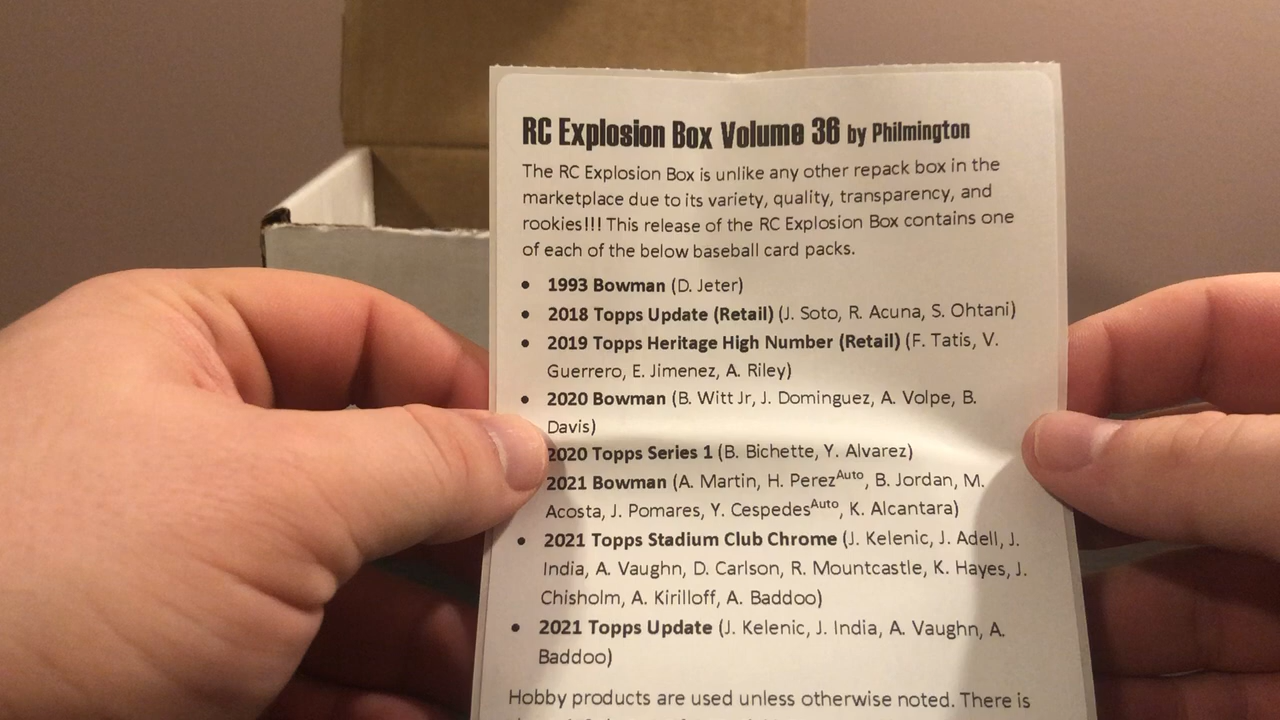 RC Explosion Box Volume 36 by Philmington
The RC Explosion Box is unlike any other repack box in the
marketplace due to its variety, quality, transparency, and
rookies!!! This release of the RC Explosion Box contains one
of each of the below baseball card packs.
• 1993 Bowman (D. Jeter)
• 2018 Topps Update (Retail) (J. Soto, R. Acuna, S. Ohtani)
• 2019 Topps Heritage High Number (Retail) (F. Tatis, V.
Guerrero, E. Jimenez, A. Riley)
• 2020 Bowman (B. Witt Jr, J. Dominguez, A. Volpe, B.
Davis)
2020 Topps Series 1 (B. Bichette, Y. Alvarez)
2021 Bowman (A. Martin, H. Perez^Auto, B. Jordan, M.
Acosta, J. Pomares, Y. Cespedes^Auto, K. Alcantara)
• 2021 Topps Stadium Club Chrome (J. Kelenic, J. Adell, J.
India, A. Vaughn, D. Carlson, R. Mountcastle, K. Hayes, J.
Chisholm, A. Kirilloff, A. Baddoo)
• 2021 Topps Update (J. Kelenic, J. India, A. Vaughn, A.
Baddoo)
Hobby products are used unless otherwise noted. There is